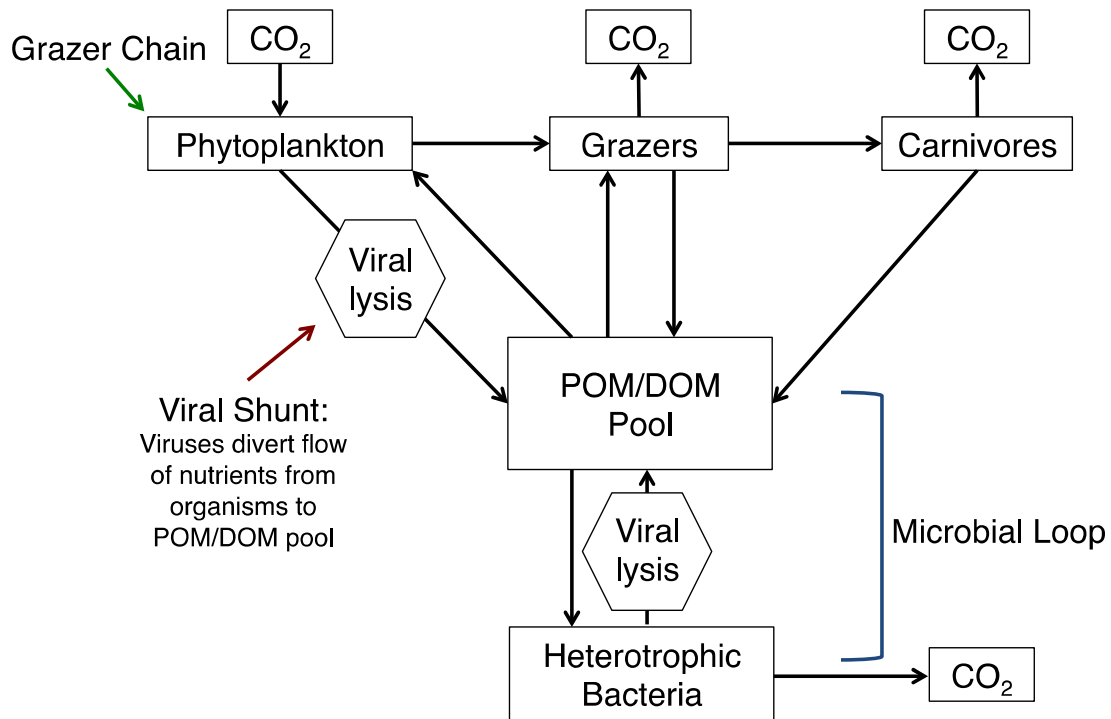 Grazer Chain
CO₂
CO₂
CO₂
Phytoplankton
Grazers
Carnivores
Viral
lysis
POM/DOM
Pool
Viral Shunt:
Viruses divert flow
of nutrients from
organisms to
POM/DOM pool
Viral
lysis
Microbial Loop
Heterotrophic
Bacteria
CO₂